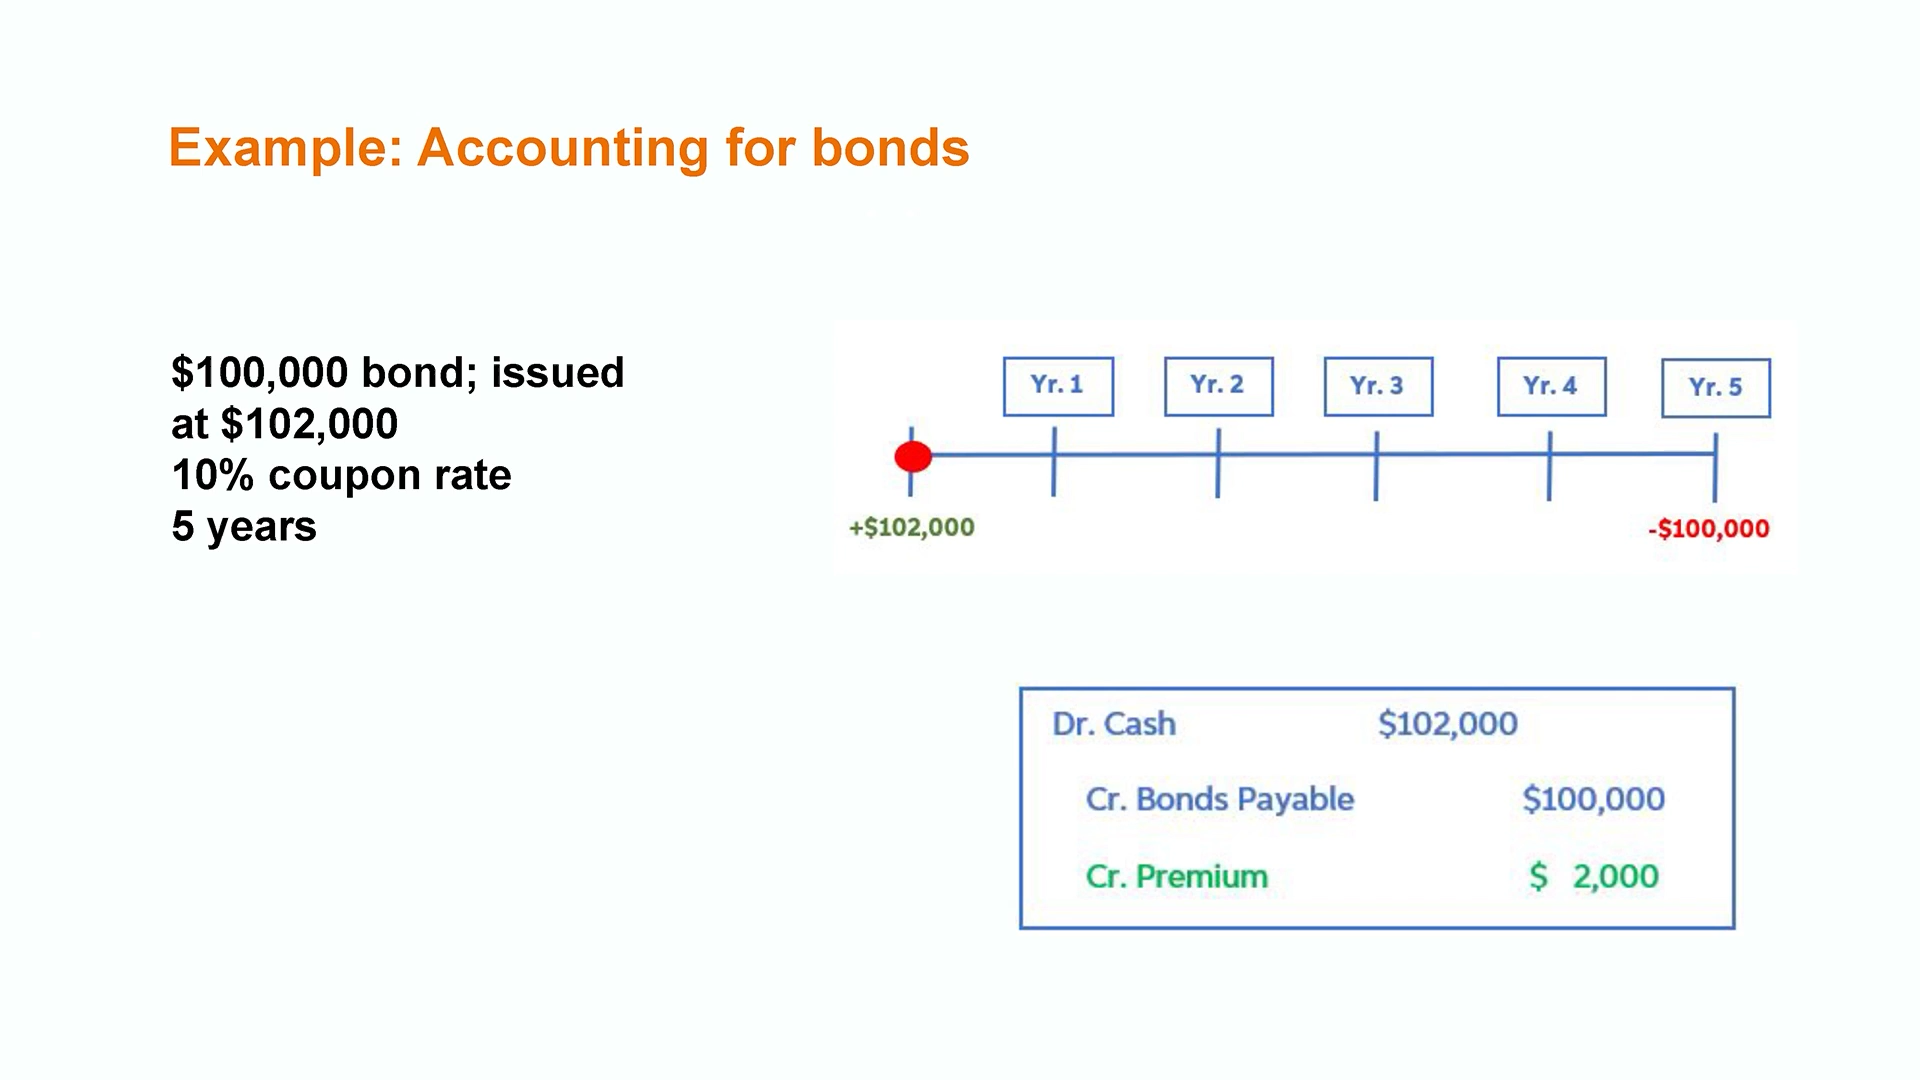 Example: Accounting for bonds
$100,000 bond; issued
at $102,000
10% coupon rate
5 years
Yr. 1 Yr. 2 Yr. 3 Yr. 4 Yr. 5
+$102,000 -$100,000
Dr. Cash $102,000
Cr. Bonds Payable $100,000
Cr. Premium $ 2,000